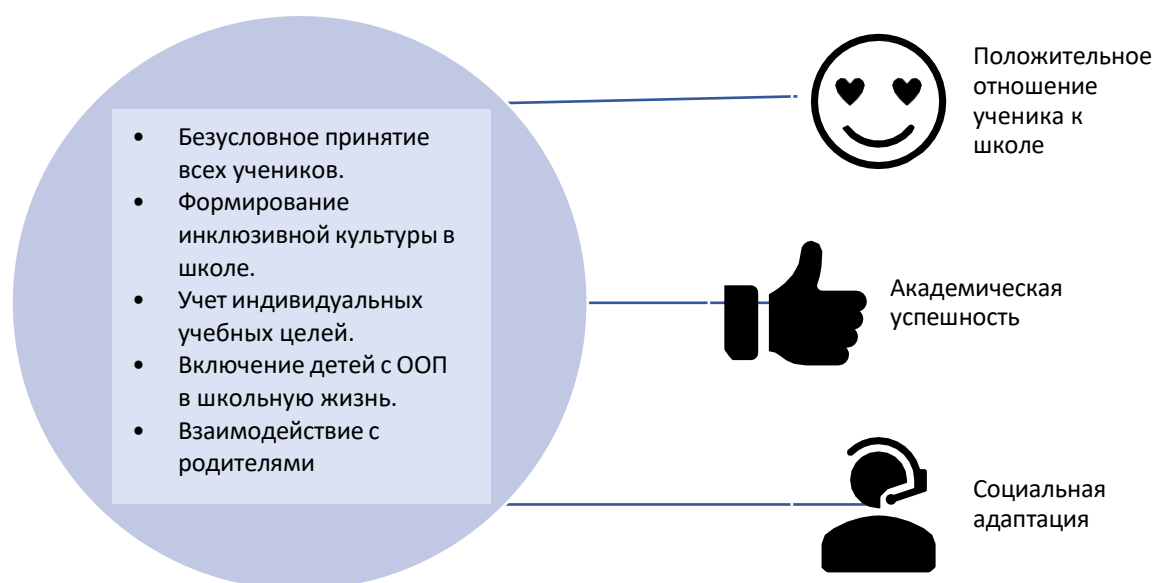 • Безусловное принятие
всех учеников.
• Формирование
инклюзивной культуры в
школе.
• Учет индивидуальных
учебных целей.
• Включение детей с ООП
в школьную жизнь.
• Взаимодействие с
родителями
Положительное
отношение
ученика к
школе
Академическая
успешность
Социальная
адаптация